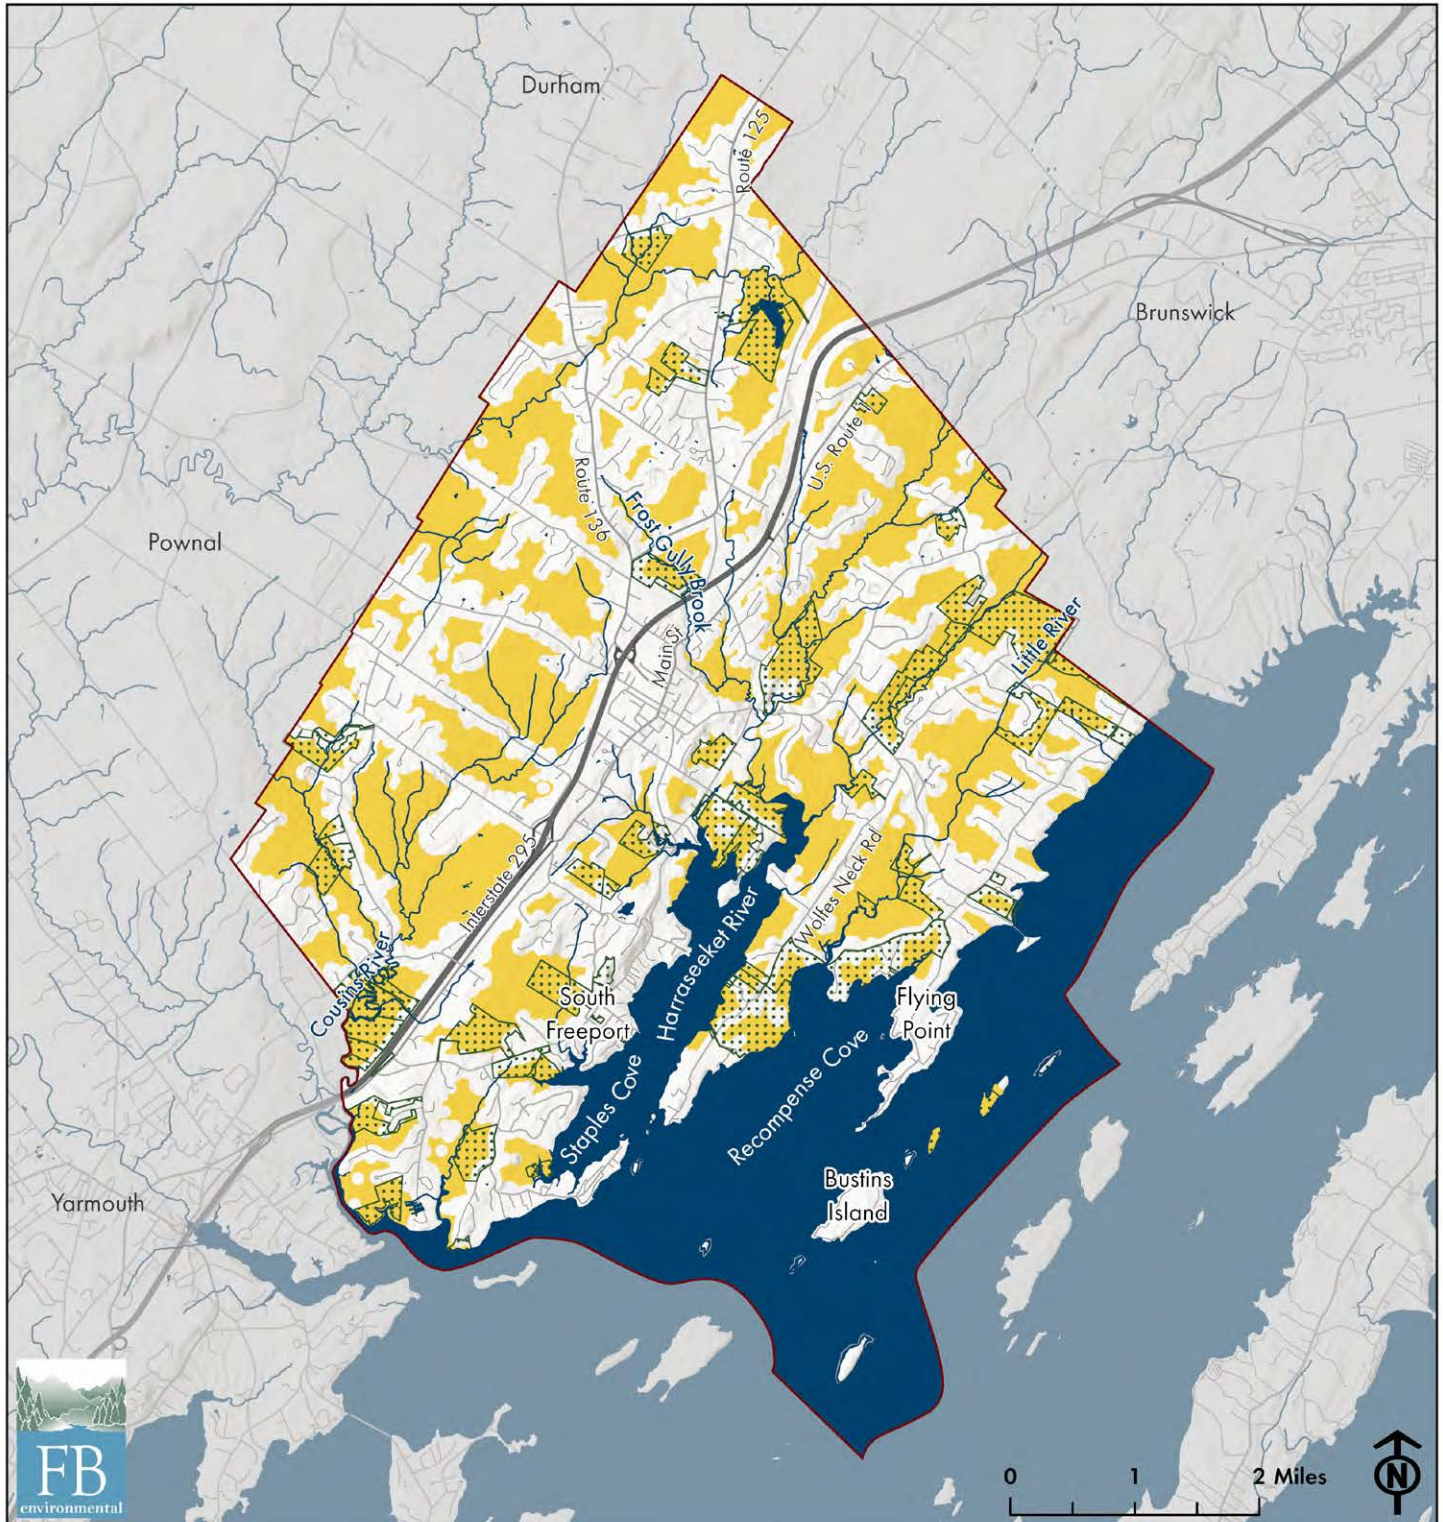 Durham
Route 125
Brunswick
U.S. Route 1
Route 136
Frost Gully Brook
Pownal
Main St
Little River
Interstate 295
Wolfes Neck Rd
Harraseeket River
Cousins River
South
Freeport
Flying
Point
Staples Cove
Recompense Cove
Bustins
Island
Yarmouth
FB
environmental
0 1 2 Miles
N